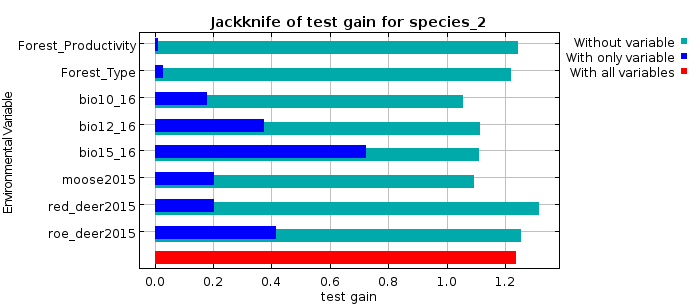 Jackknife of test gain for species_2
Forest_Productivity
Forest_Type
bio10_16
bio12_16
bio15_16
moose2015
red_deer2015
roe_deer2015
Environmental Variable
0.0 0.2 0.4 0.6 0.8 1.0 1.2
test gain
Without variable
With only variable
With all variables